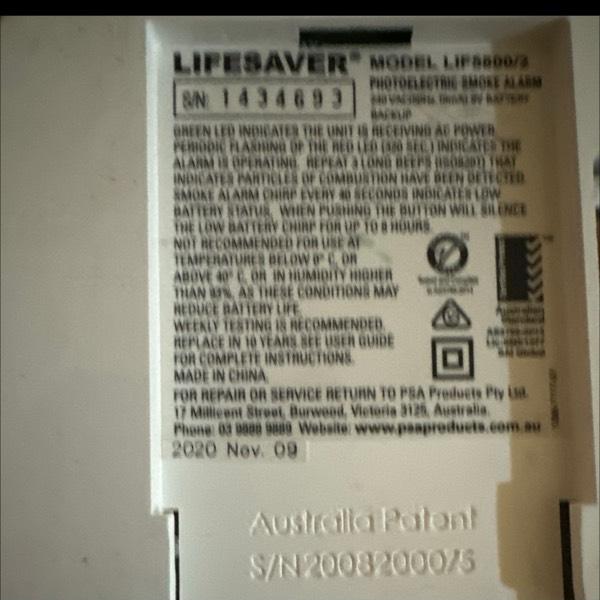 LIFESAVER® MODEL LIF5800/2
PHOTOELECTRIC SMOKE ALARM
S/N: 1434693
BATTERY
BACKUP
GREEN LED INDICATES THE UNIT IS RECEIVING AC POWER.
PERIODIC FLASHING OF THE RED LED (320 SEC.) INDICATES THE
ALARM IS OPERATING. REPEAT 3 LONG BEEPS (ISO8201) THAT
INDICATES PARTICLES OF COMBUSTION HAVE BEEN DETECTED.
SMOKE ALARM CHIRP EVERY 40 SECONDS INDICATES LOW
BATTERY STATUS. WHEN PUSHING THE BUTTON WILL SILENCE
THE LOW BATTERY CHIRP FOR UP TO 8 HOURS.
NOT RECOMMENDED FOR USE AT
TEMPERATURES BELOW 0° C, OR
ABOVE 40° C, OR IN HUMIDITY HIGHER
THAN 93%, AS THESE CONDITIONS MAY
REDUCE BATTERY LIFE.
WEEKLY TESTING IS RECOMMENDED.
REPLACE IN 10 YEARS SEE USER GUIDE
FOR COMPLETE INSTRUCTIONS.
MADE IN CHINA
FOR REPAIR OR SERVICE RETURN TO PSA Products Pty Ltd.
17 Millicent Street, Burwood, Victoria 3125, Australia.
Phone: 03 9888 9889 Website: www.psaproducts.com.au
2020 Nov. 09
Australia Patent
S/N2008200075